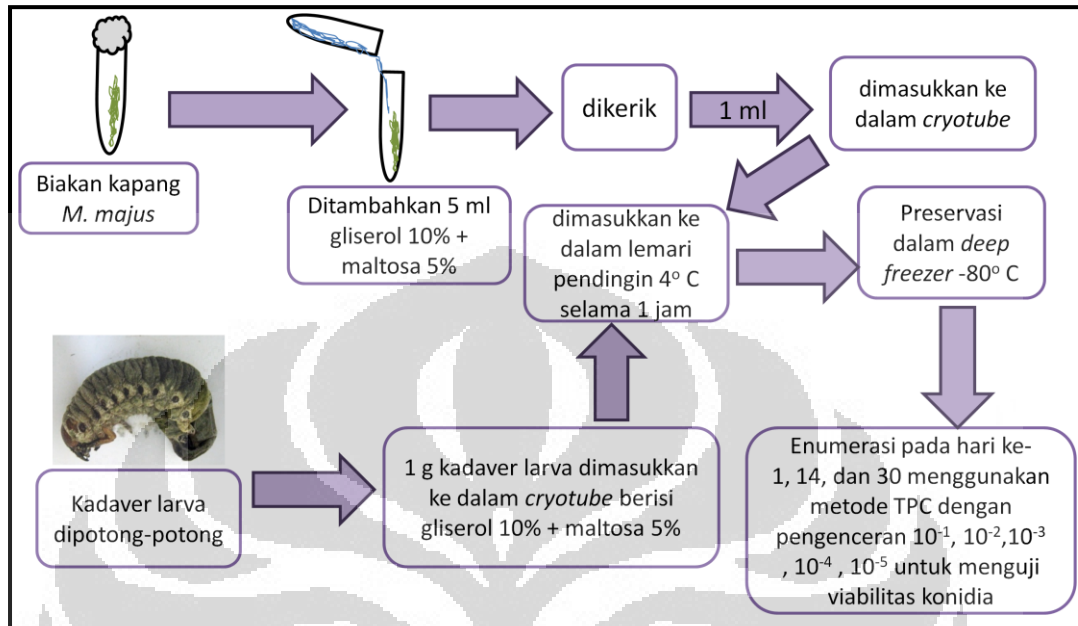 Biakan kapang
M. majus
Ditambahkan 5 ml
gliserol 10% +
maltosa 5%
dikerik
1 ml
dimasukkan ke
dalam cryotube
dimasukkan ke
dalam lemari
pendingin 4o C
selama 1 jam
Preservasi
dalam deep
freezer -80o C
Kadaver larva
dipotong-potong
1 g kadaver larva dimasukkan
ke dalam cryotube berisi
gliserol 10% + maltosa 5%
Enumerasi pada hari ke-
1, 14, dan 30 menggunakan
metode TPC dengan
pengenceran 10-1, 10-2,10-3
, 10-4 , 10-5 untuk menguji
viabilitas konidia